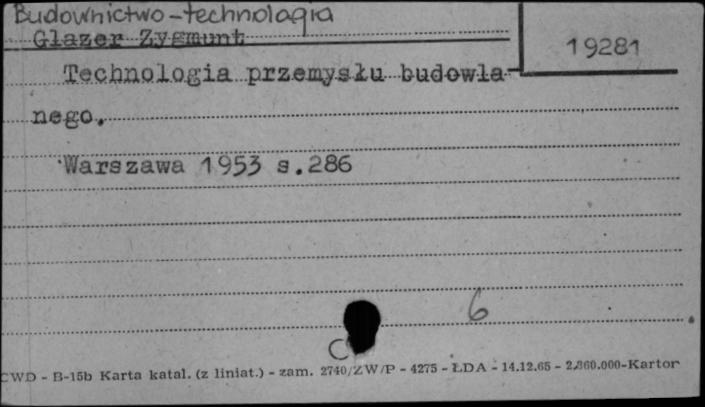 Budownictwo-technologia
Glazer Zygmunt
19281
Technologia przemysłu budowla-
nego.
Warszawa 1953 s.286
6
C
CWD - B-15b Karta katal. (z liniat.) - zam. 2740/ZW/P - 4275 - ŁDA - 14.12.65 - 2.860.000-Kartor